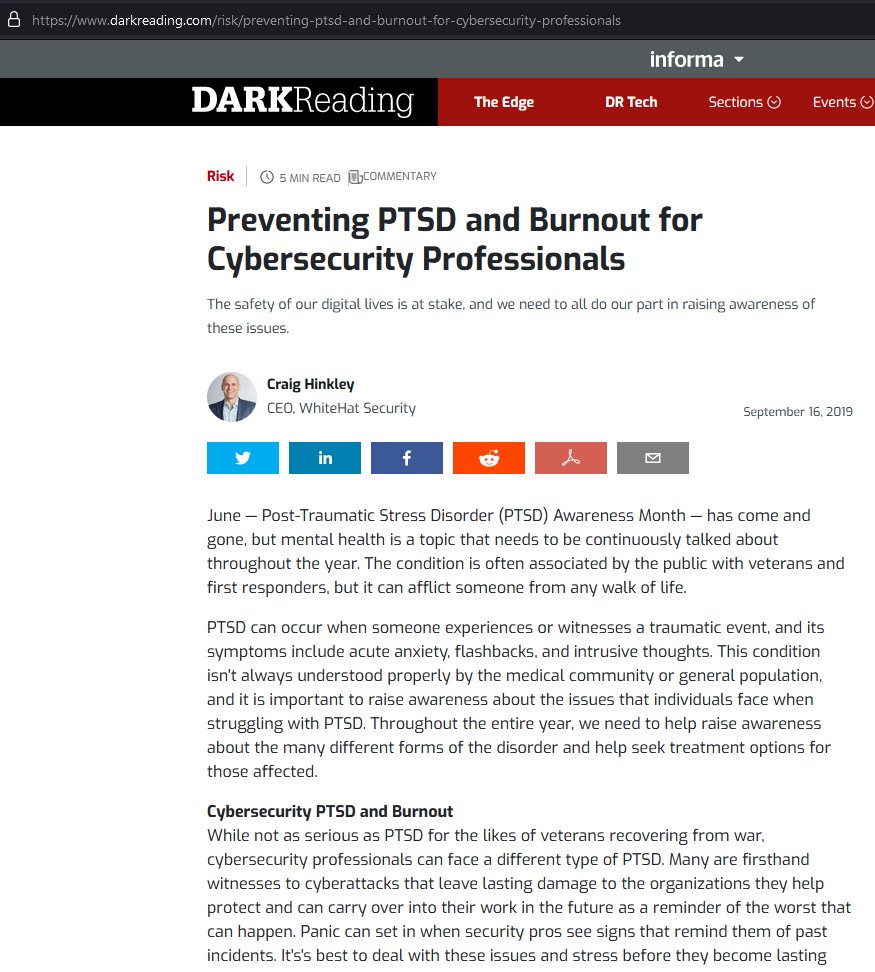 https://www.darkreading.com/risk/preventing-ptsd-and-burnout-for-cybersecurity-professionals
informa
DARKReading
The Edge
DR Tech
Sections
Events
Risk
5 MIN READ
COMMENTARY
Preventing PTSD and Burnout for
Cybersecurity Professionals
The safety of our digital lives is at stake, and we need to all do our part in raising awareness of
these issues.
Craig Hinkley
CEO, WhiteHat Security
September 16, 2019
in
f
June — Post-Traumatic Stress Disorder (PTSD) Awareness Month — has come and
gone, but mental health is a topic that needs to be continuously talked about
throughout the year. The condition is often associated by the public with veterans and
first responders, but it can afflict someone from any walk of life.
PTSD can occur when someone experiences or witnesses a traumatic event, and its
symptoms include acute anxiety, flashbacks, and intrusive thoughts. This condition
isn't always understood properly by the medical community or general population,
and it is important to raise awareness about the issues that individuals face when
struggling with PTSD. Throughout the entire year, we need to help raise awareness
about the many different forms of the disorder and help seek treatment options for
those affected.
Cybersecurity PTSD and Burnout
While not as serious as PTSD for the likes of veterans recovering from war,
cybersecurity professionals can face a different type of PTSD. Many are firsthand
witnesses to cyberattacks that leave lasting damage to the organizations they help
protect and can carry over into their work in the future as a reminder of the worst that
can happen. Panic can set in when security pros see signs that remind them of past
incidents. It's's best to deal with these issues and stress before they become lasting